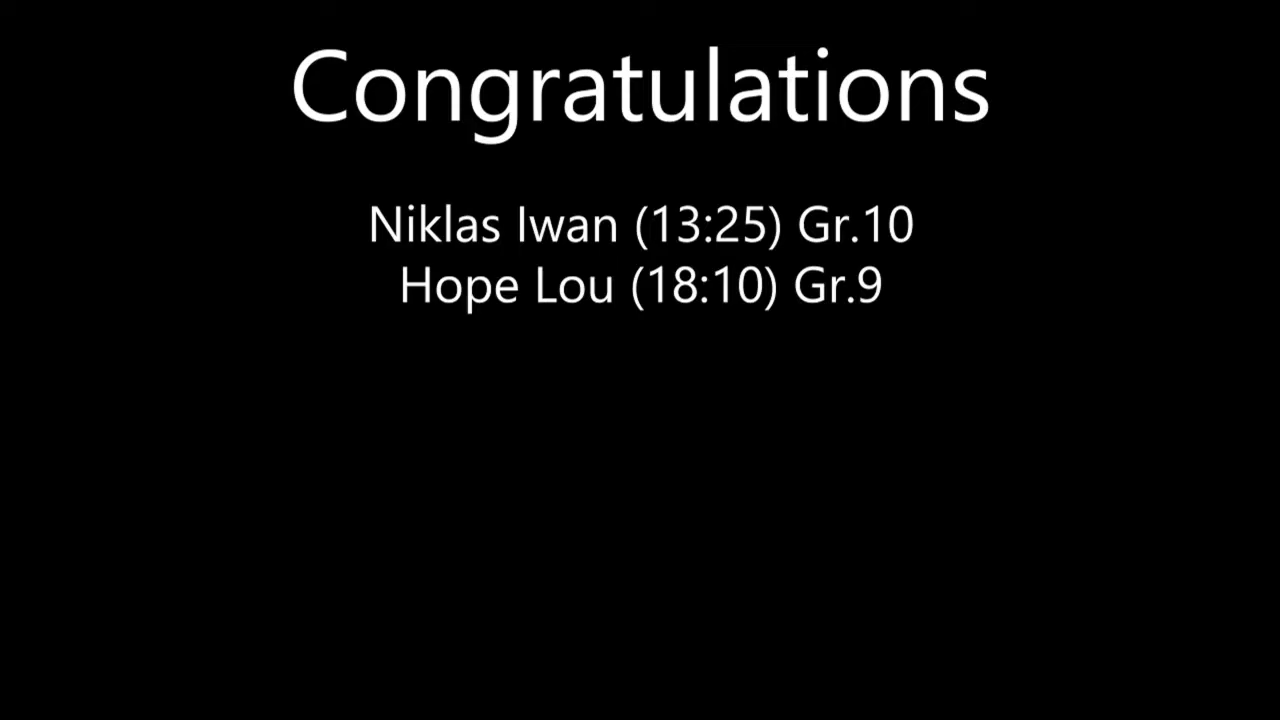 Congratulations
Niklas Iwan (13:25) Gr.10
Hope Lou (18:10) Gr.9